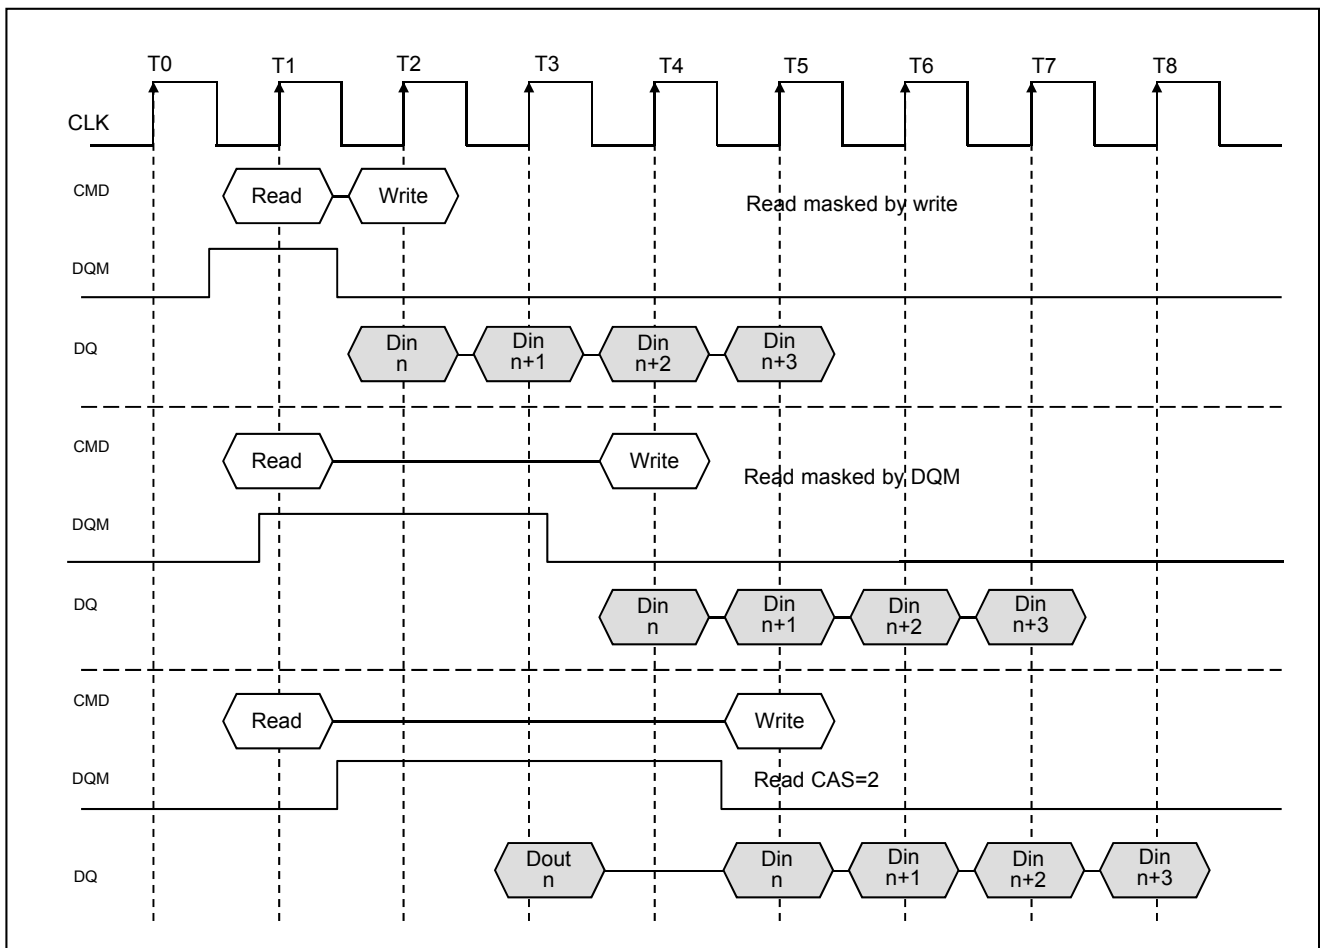 T0 T1 T2 T3 T4 T5 T6 T7 T8
CLK
CMD Read Write Read masked by write
DQM
DQ Din Din Din Din
n n+1 n+2 n+3
CMD Read Write Read masked by DQM
DQM
DQ Din Din Din Din
n n+1 n+2 n+3
CMD Read Write
DQM Read CAS=2
DQ Dout Din Din Din Din
n n n+1 n+2 n+3